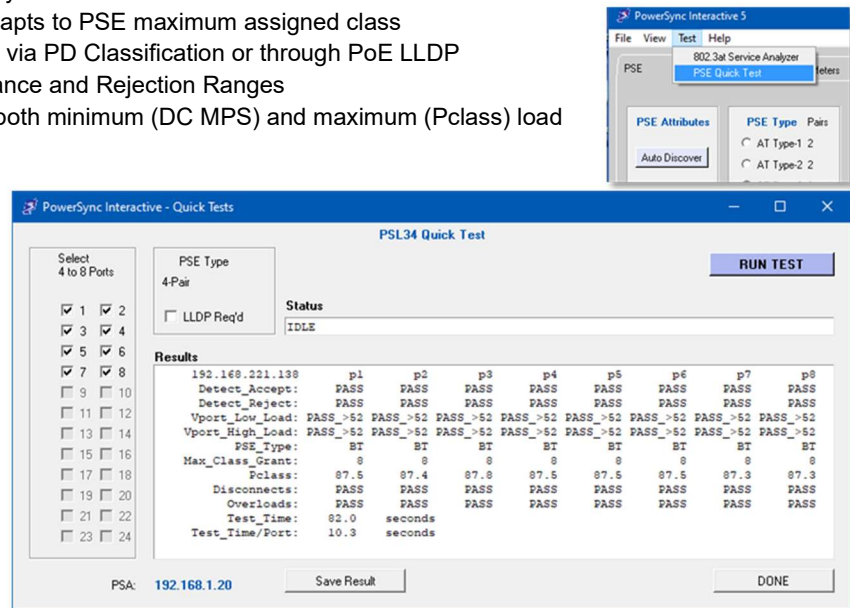 apts to PSE maximum assigned class
via PD Classification or through PoE LLDP
ance and Rejection Ranges
both minimum (DC MPS) and maximum (Pclass) load
PowerSync Interactive 5
File View Test Help
802.3at Service Analyzer
PSE Quick Test
PSE
eters
PSE Attributes
PSE Type Pairs
AT Type-1 2
Auto Discover
AT Type-2 2
PowerSync Interactive - Quick Tests
PSL34 Quick Test
Select
4 to 8 Ports
PSE Type
4-Pair
RUN TEST
LLDP Req'd
Status
IDLE
1 2
3 4
5 6
7 8
9 10
11 12
13 14
15 16
17 18
19 20
21 22
23 24
Results
192.168.221.138 p1 p2 p3 p4 p5 p6 p7 p8
Detect_Accept: PASS PASS PASS PASS PASS PASS PASS PASS
Detect_Reject: PASS PASS PASS PASS PASS PASS PASS PASS
Vport_Low_Load: PASS_>52 PASS_>52 PASS_>52 PASS_>52 PASS_>52 PASS_>52 PASS_>52 PASS_>52
Vport_High_Load: PASS_>52 PASS_>52 PASS_>52 PASS_>52 PASS_>52 PASS_>52 PASS_>52 PASS_>52
PSE_Type: BT BT BT BT BT BT BT BT
Max_Class_Grant: 8 8 8 8 8 8 8 8
Pclass: 87.5 87.4 87.8 87.5 87.5 87.5 87.3 87.3
Disconnects: PASS PASS PASS PASS PASS PASS PASS PASS
Overloads: PASS PASS PASS PASS PASS PASS PASS PASS
Test_Time: 82.0 seconds
Test_Time/Port: 10.3 seconds
PSA: 192.168.1.20
Save Result
DONE